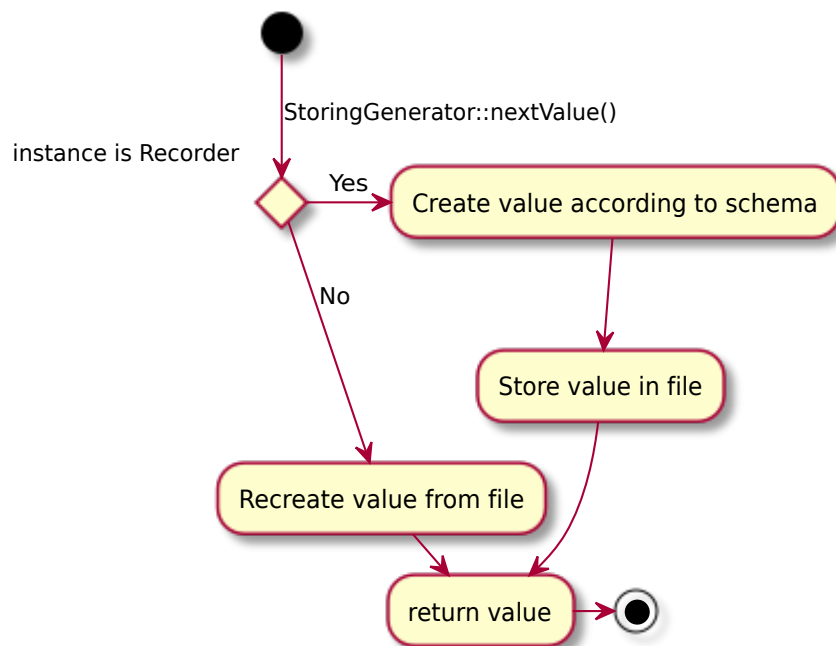 StoringGenerator::nextValue()
instance is Recorder
Yes
Create value according to schema
No
Store value in file
Recreate value from file
return value